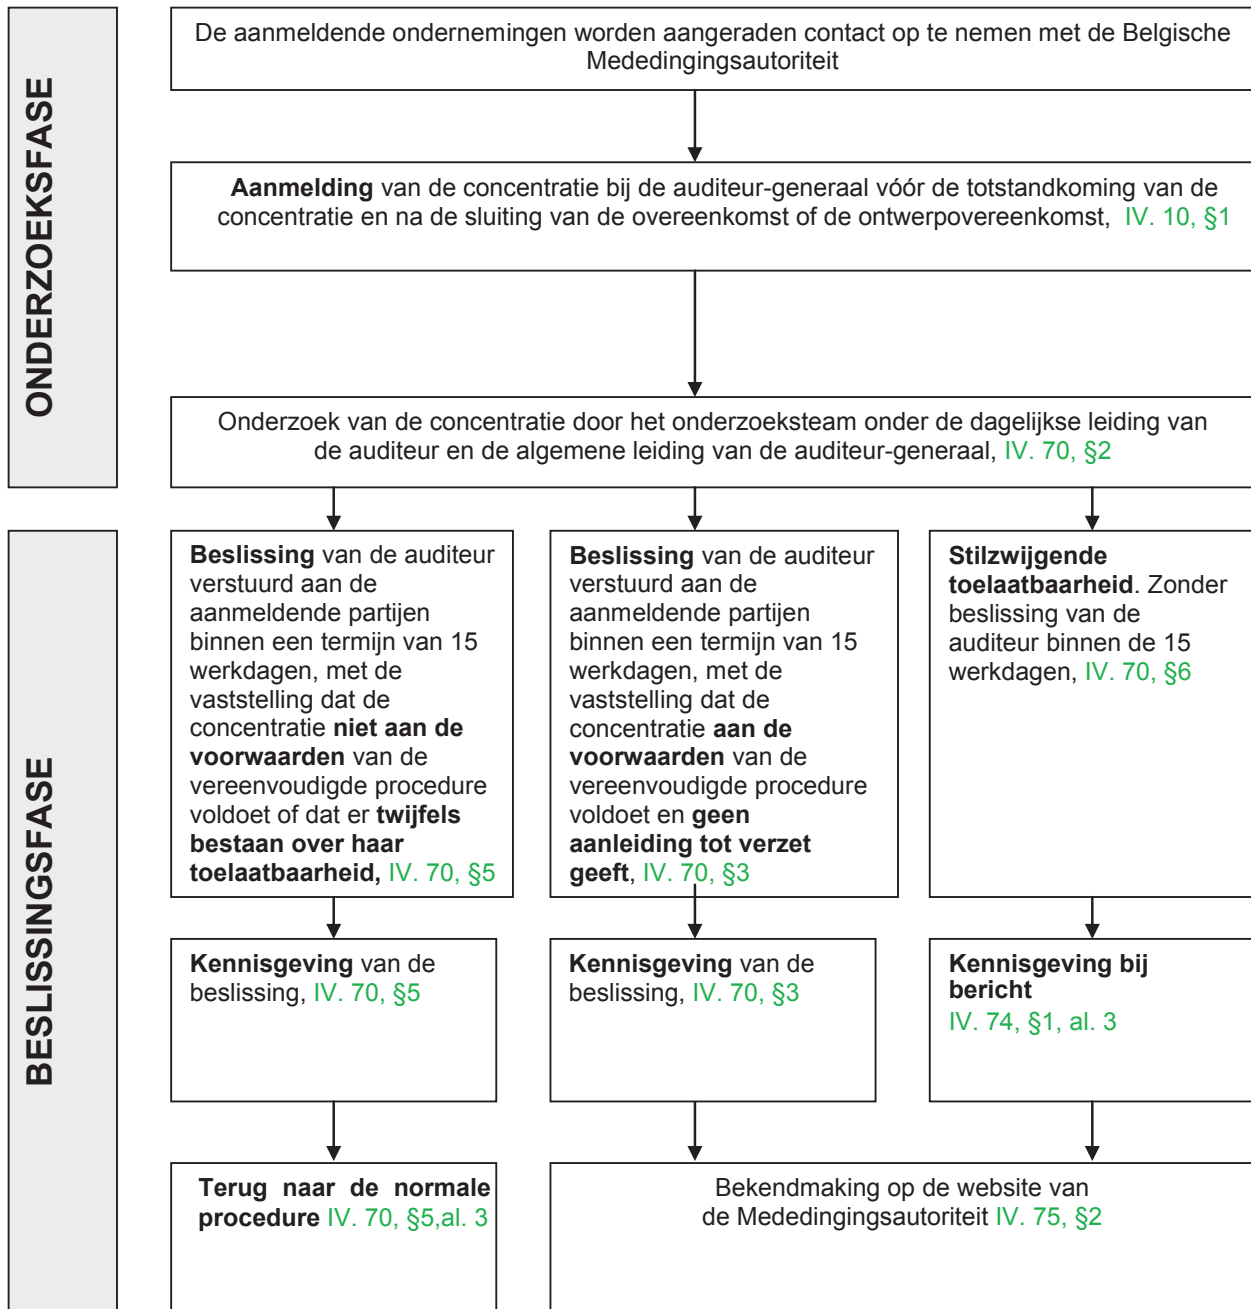 ONDERZOEKSFASE
De aanmeldende ondernemingen worden aangeraden contact op te nemen met de Belgische
Mededingingsautoriteit
Aanmelding van de concentratie bij de auditeur-generaal vóór de totstandkoming van de
concentratie en na de sluiting van de overeenkomst of de ontwerpovereenkomst, IV. 10, §1
Onderzoek van de concentratie door het onderzoeksteam onder de dagelijkse leiding van
de auditeur en de algemene leiding van de auditeur-generaal, IV. 70, §2
BESLISSINGSFASE
Beslissing van de auditeur
verstuurd aan de
aanmeldende partijen
binnen een termijn van 15
werkdagen, met de
vaststelling dat de
concentratie niet aan de
voorwaarden van de
vereenvoudigde procedure
voldoet of dat er twijfels
bestaan over haar
toelaatbaarheid, IV. 70, §5
Beslissing van de auditeur
verstuurd aan de
aanmeldende partijen
binnen een termijn van 15
werkdagen, met de
vaststelling dat de
concentratie aan de
voorwaarden van de
vereenvoudigde procedure
voldoet en geen
aanleiding tot verzet
geeft, IV. 70, §3
Stilzwijgende
toelaatbaarheid. Zonder
beslissing van de
auditeur binnen de 15
werkdagen, IV. 70, §6
Kennisgeving van de
beslissing, IV. 70, §5
Kennisgeving van de
beslissing, IV. 70, §3
Kennisgeving bij
bericht
IV. 74, §1, al. 3
Terug naar de normale
procedure IV. 70, §5,al. 3
Bekendmaking op de website van
de Mededingingsautoriteit IV. 75, §2